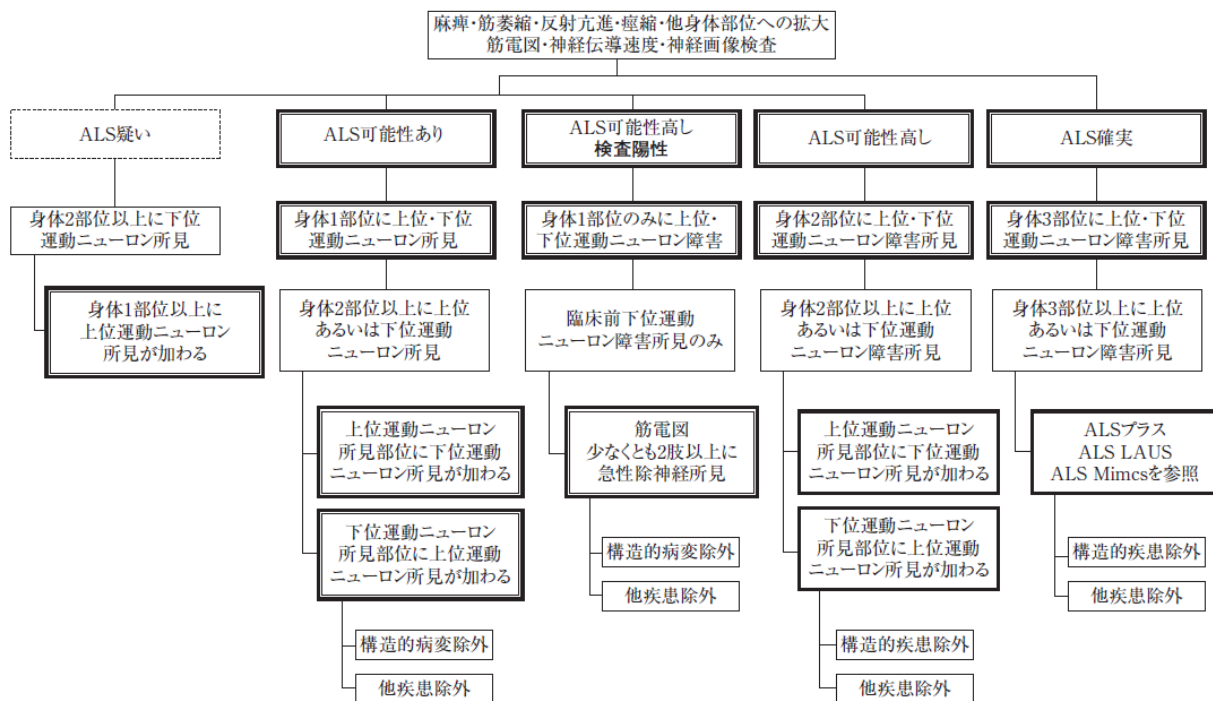 麻痺・筋萎縮・反射亢進・痙縮・他身体部位への拡大
筋電図・神経伝導速度・神経画像検査
ALS疑い
身体2部位以上に下位
運動ニューロン所見
身体1部位以上に
上位運動ニューロン
所見が加わる
ALS可能性あり
身体1部位に上位・下位
運動ニューロン所見
身体2部位以上に上位
あるいは下位運動
ニューロン所見
上位運動ニューロン
所見部位に下位運動
ニューロン所見が加わる
下位運動ニューロン
所見部位に上位運動
ニューロン所見が加わる
構造的病変除外
他疾患除外
ALS可能性高し
検査陽性
身体1部位のみに上位・
下位運動ニューロン障害
臨床前下位運動
ニューロン障害所見のみ
筋電図
少なくとも2肢以上に
急性除神経所見
構造的病変除外
他疾患除外
ALS可能性高し
身体2部位に上位・下位
運動ニューロン障害所見
身体2部位以上に上位
あるいは下位運動
ニューロン障害所見
上位運動ニューロン
所見部位に下位運動
ニューロン所見が加わる
下位運動ニューロン
所見部位に上位運動
ニューロン所見が加わる
構造的疾患除外
他疾患除外
ALS確実
身体3部位に上位・下位
運動ニューロン障害所見
身体3部位以上に上位
あるいは下位運動
ニューロン障害所見
ALSプラス
ALS LAUS
ALS Mimcsを参照
構造的疾患除外
他疾患除外